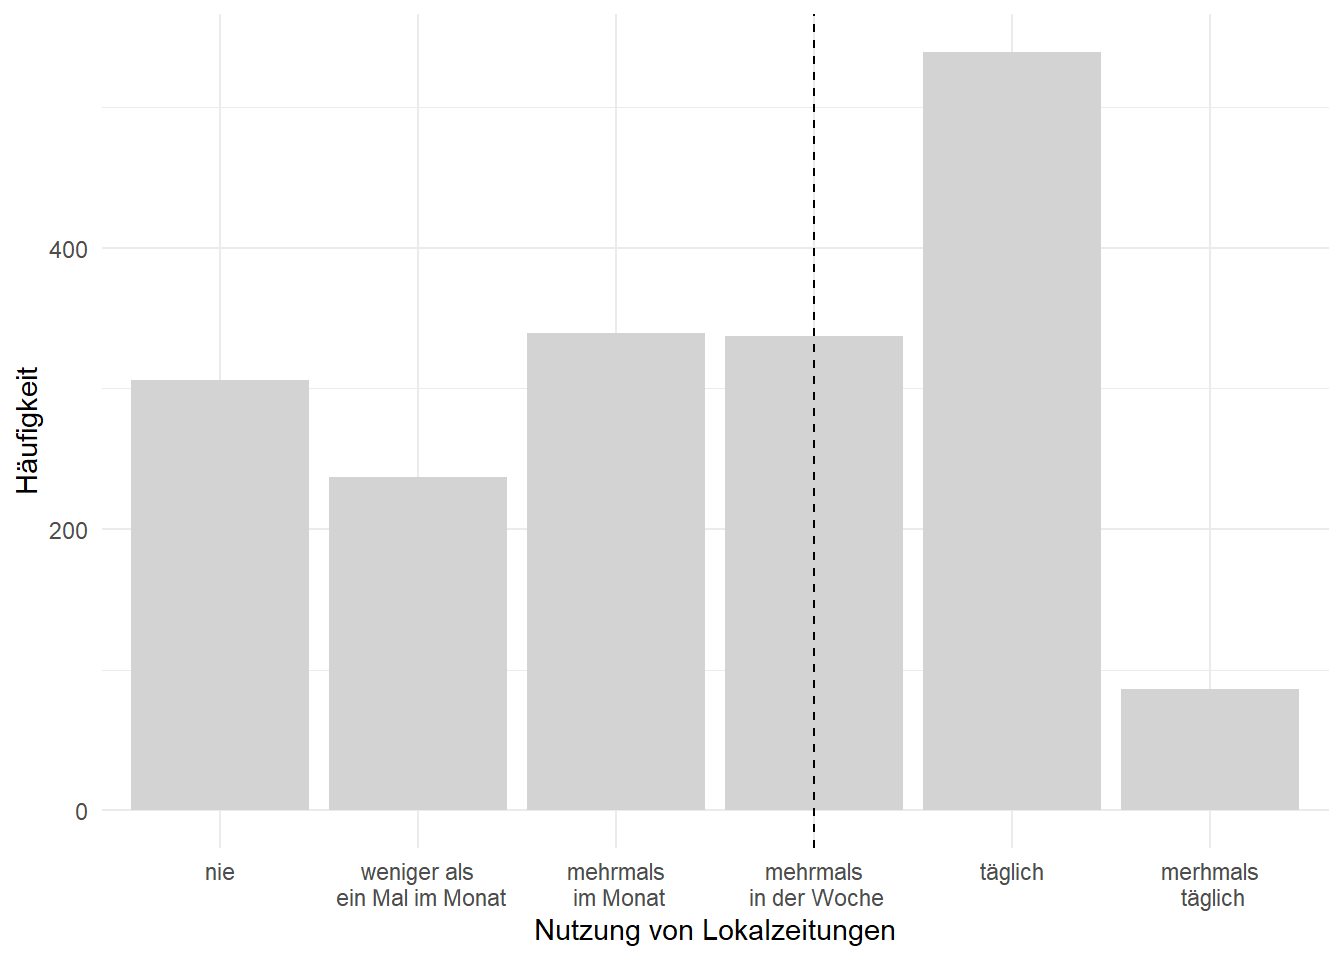 Häufigkeit
400
200
0
nie
weniger als
ein Mal im Monat
mehrmals
im Monat
mehrmals
in der Woche
täglich
merhmals
täglich
Nutzung von Lokalzeitungen